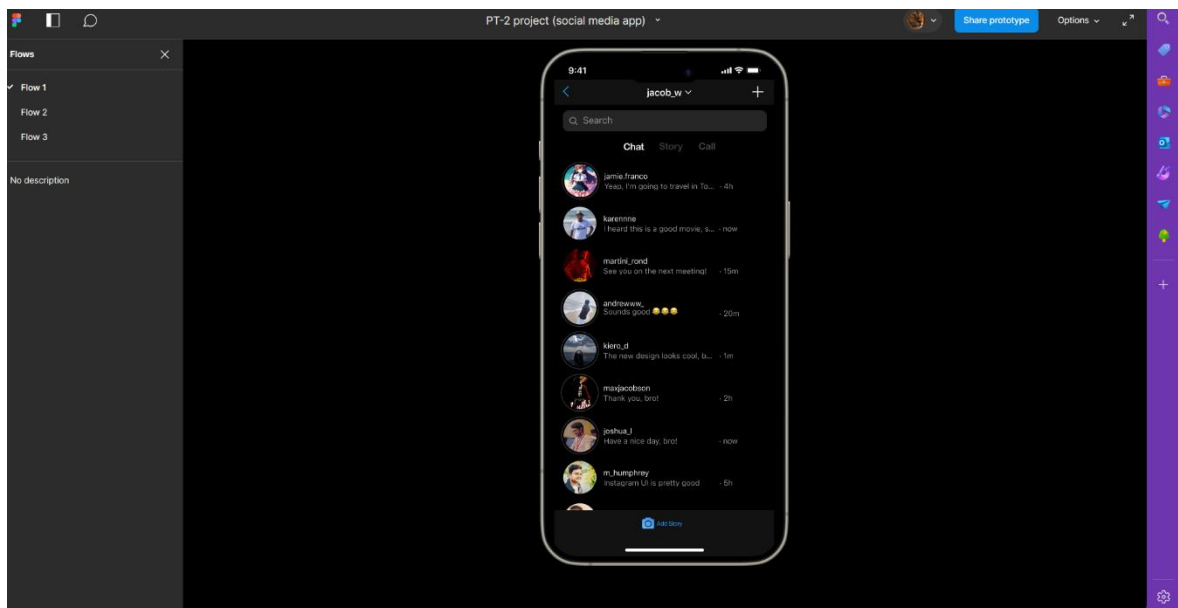 PT-2 project (social media app)
Share prototype
Options
Flows
Flow 1
Flow 2
Flow 3
No description
9:41
jacob_w
Search
Chat Story Call
jamie.franco
Yeap, I'm going to travel in To... · 4h
karennne
I heard this is a good movie, s... · now
martini_rond
See you on the next meeting! · 15m
andrewww_
Sounds good 😂😂😂 · 20m
kiero_d
The new design looks cool, b... · 1m
maxjacobson
Thank you, bro! · 2h
joshua_l
Have a nice day, bro! · now
m_humphrey
Instagram UI is pretty good · 5h
Add Story